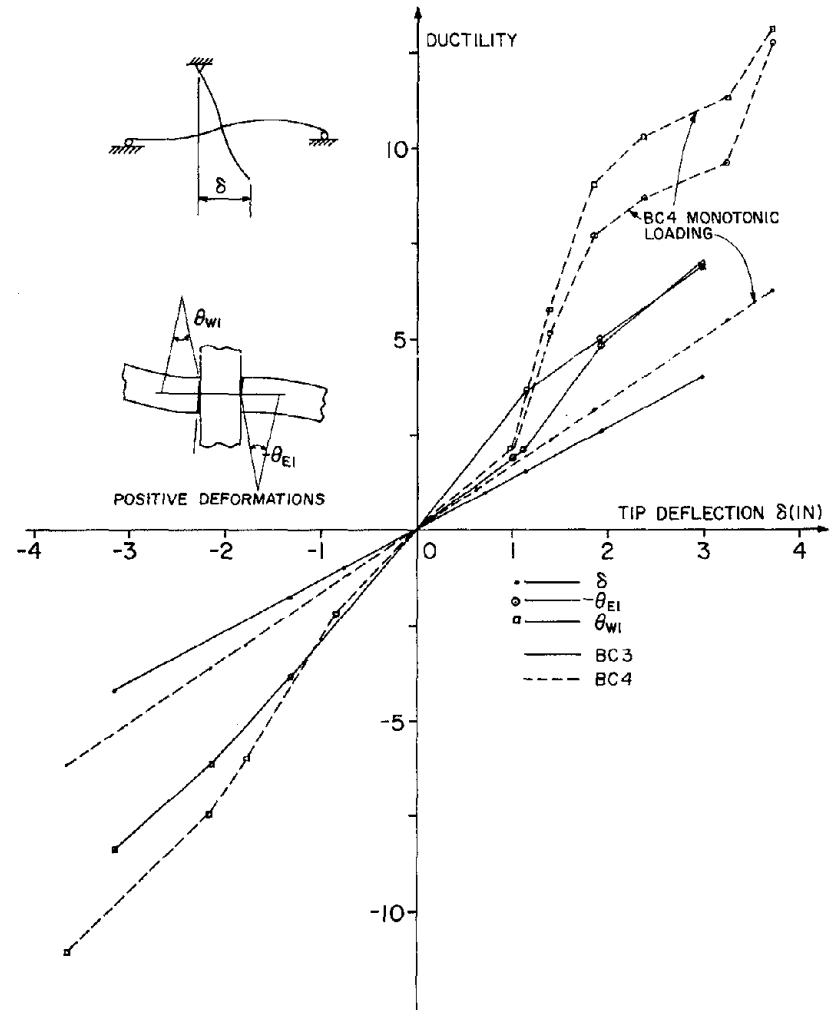 DUCTILITY
δ
10
BC4 MONOTONIC
LOADING
θWI
5
-θEI
POSITIVE DEFORMATIONS
TIP DEFLECTION δ(IN)
-4 -3 -2 -1 0 1 2 3 4
δ
-θEI
θWI
BC3
BC4
-5
-10